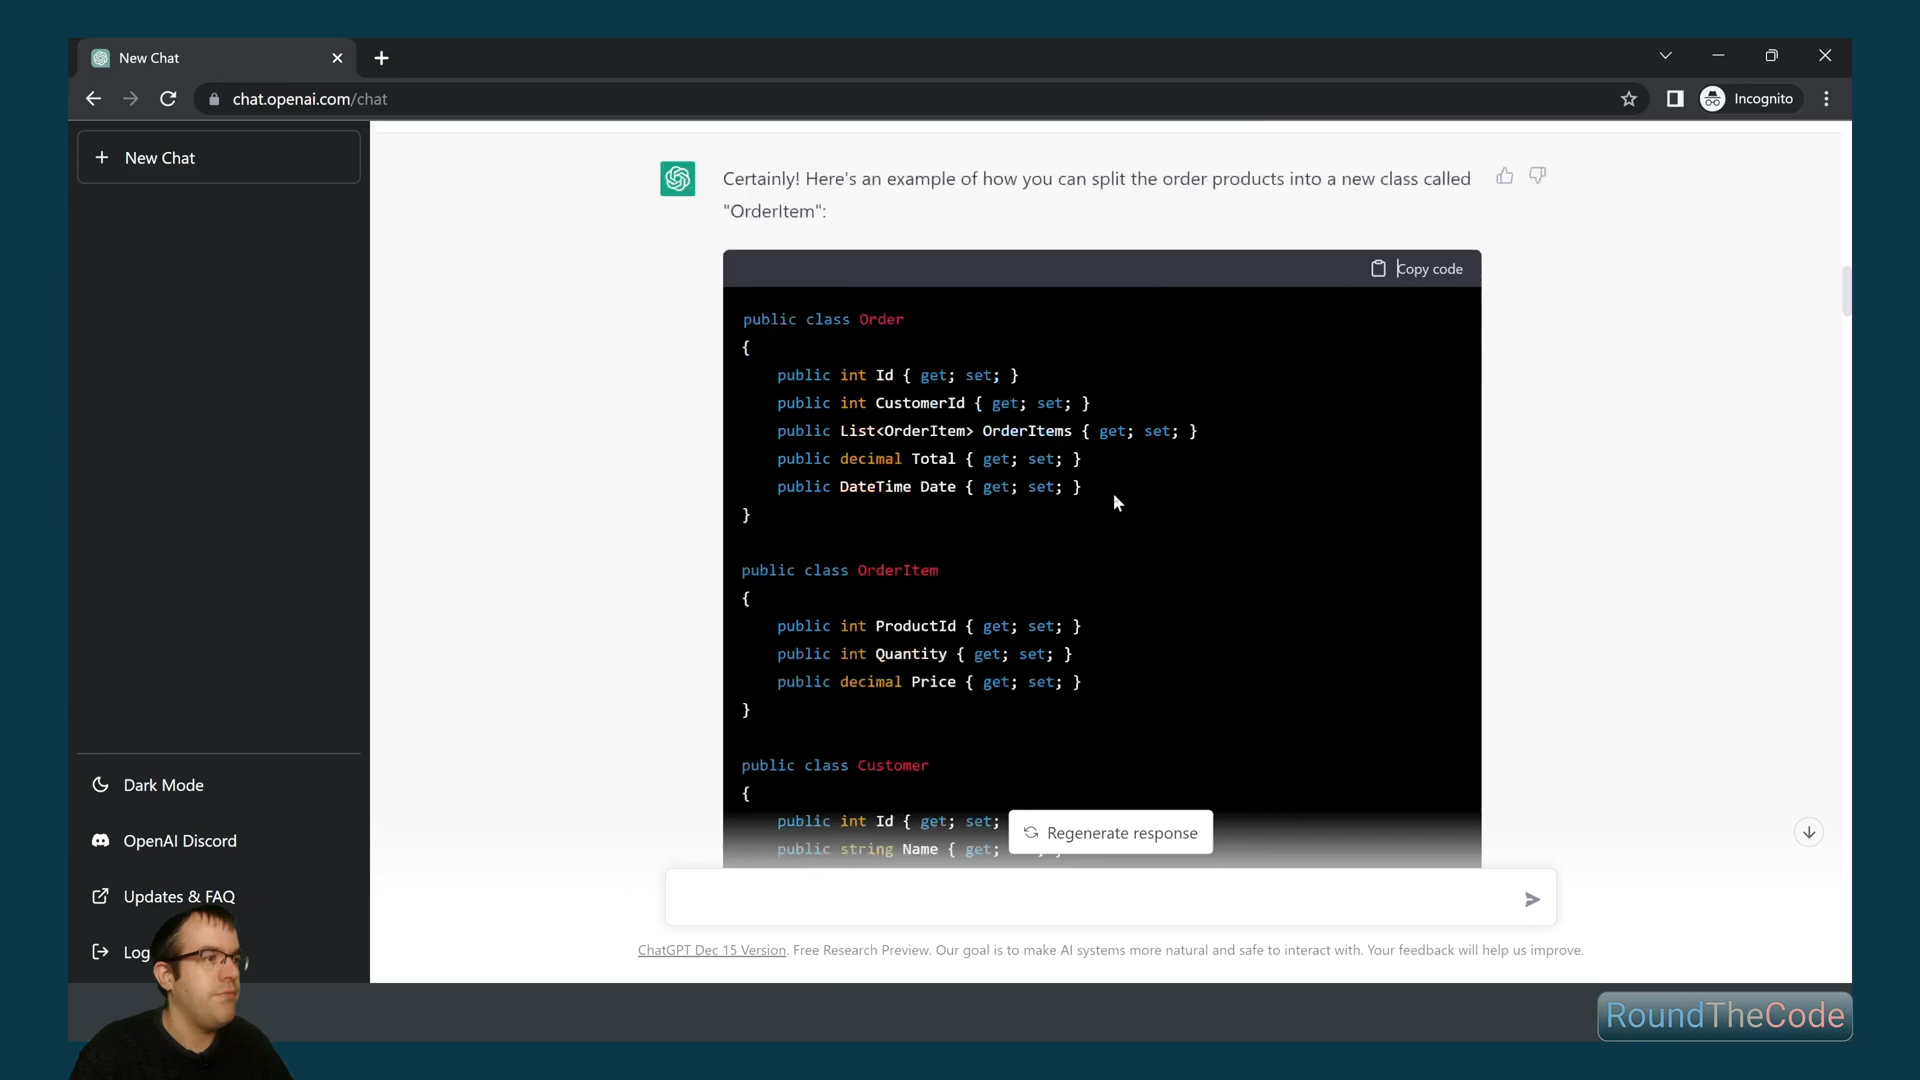 New Chat
chat.openai.com/chat
Incognito
New Chat
Certainly! Here's an example of how you can split the order products into a new class called
"OrderItem":
Copy code
public class Order
{
public int Id { get; set; }
public int CustomerId { get; set; }
public List<OrderItem> OrderItems { get; set; }
public decimal Total { get; set; }
public DateTime Date { get; set; }
}
public class OrderItem
{
public int ProductId { get; set; }
public int Quantity { get; set; }
public decimal Price { get; set; }
}
public class Customer
{
public int Id { get; set;
public string Name { get;
Regenerate response
Dark Mode
OpenAI Discord
Updates & FAQ
Log
ChatGPT Dec 15 Version. Free Research Preview. Our goal is to make AI systems more natural and safe to interact with. Your feedback will help us improve.
RoundTheCode